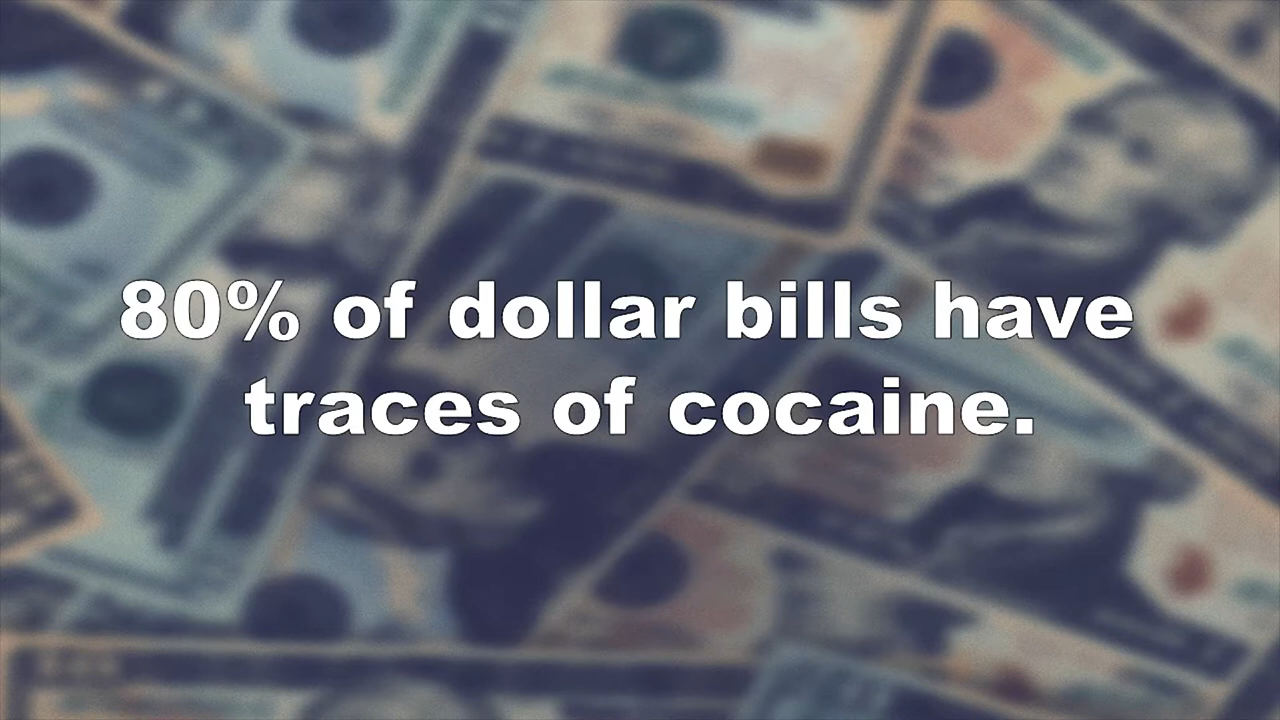 80% of dollar bills have
traces of cocaine.